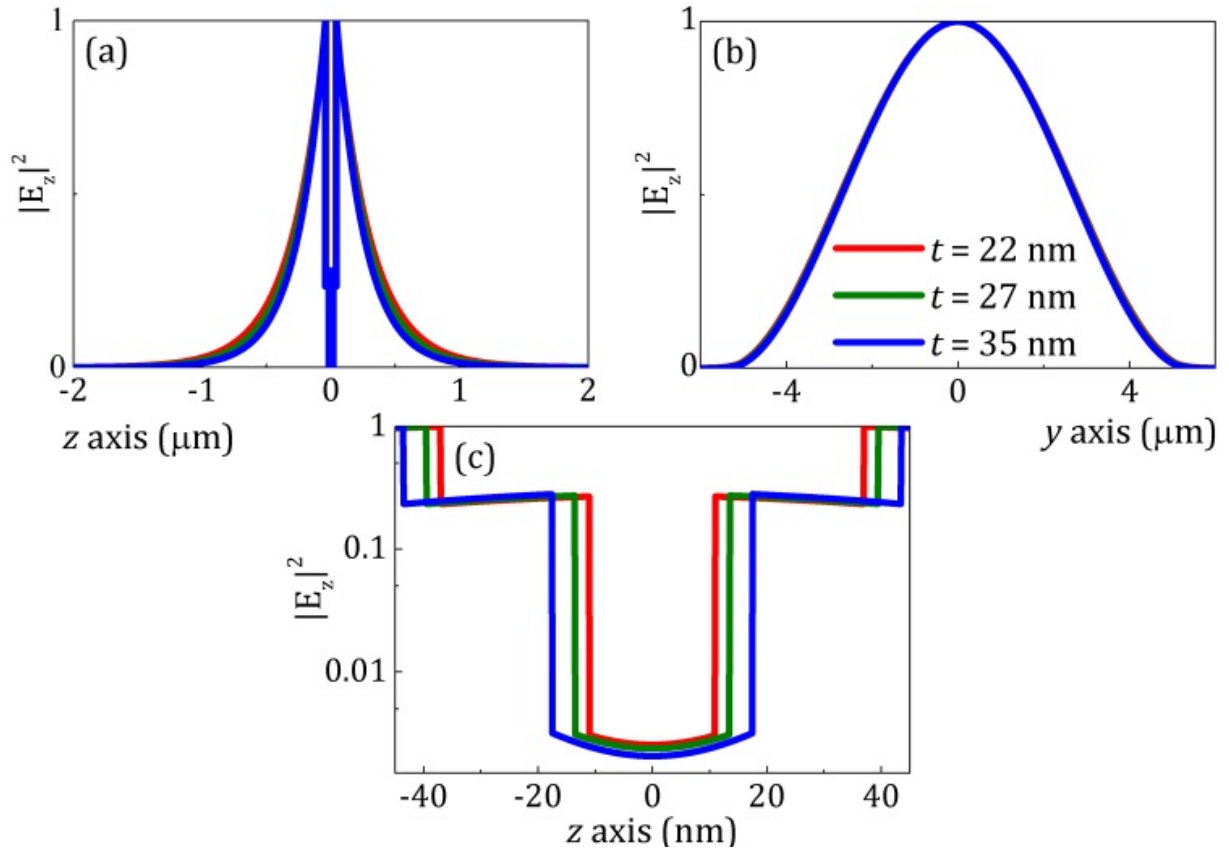 1
(a)
|E_z|^2
0
-2
-1
0
1
2
z axis (μm)
1
(b)
|E_z|^2
t = 22 nm
t = 27 nm
t = 35 nm
0
-4
0
4
y axis (μm)
1
(c)
0.1
|E_z|^2
0.01
-40
-20
0
20
40
z axis (nm)